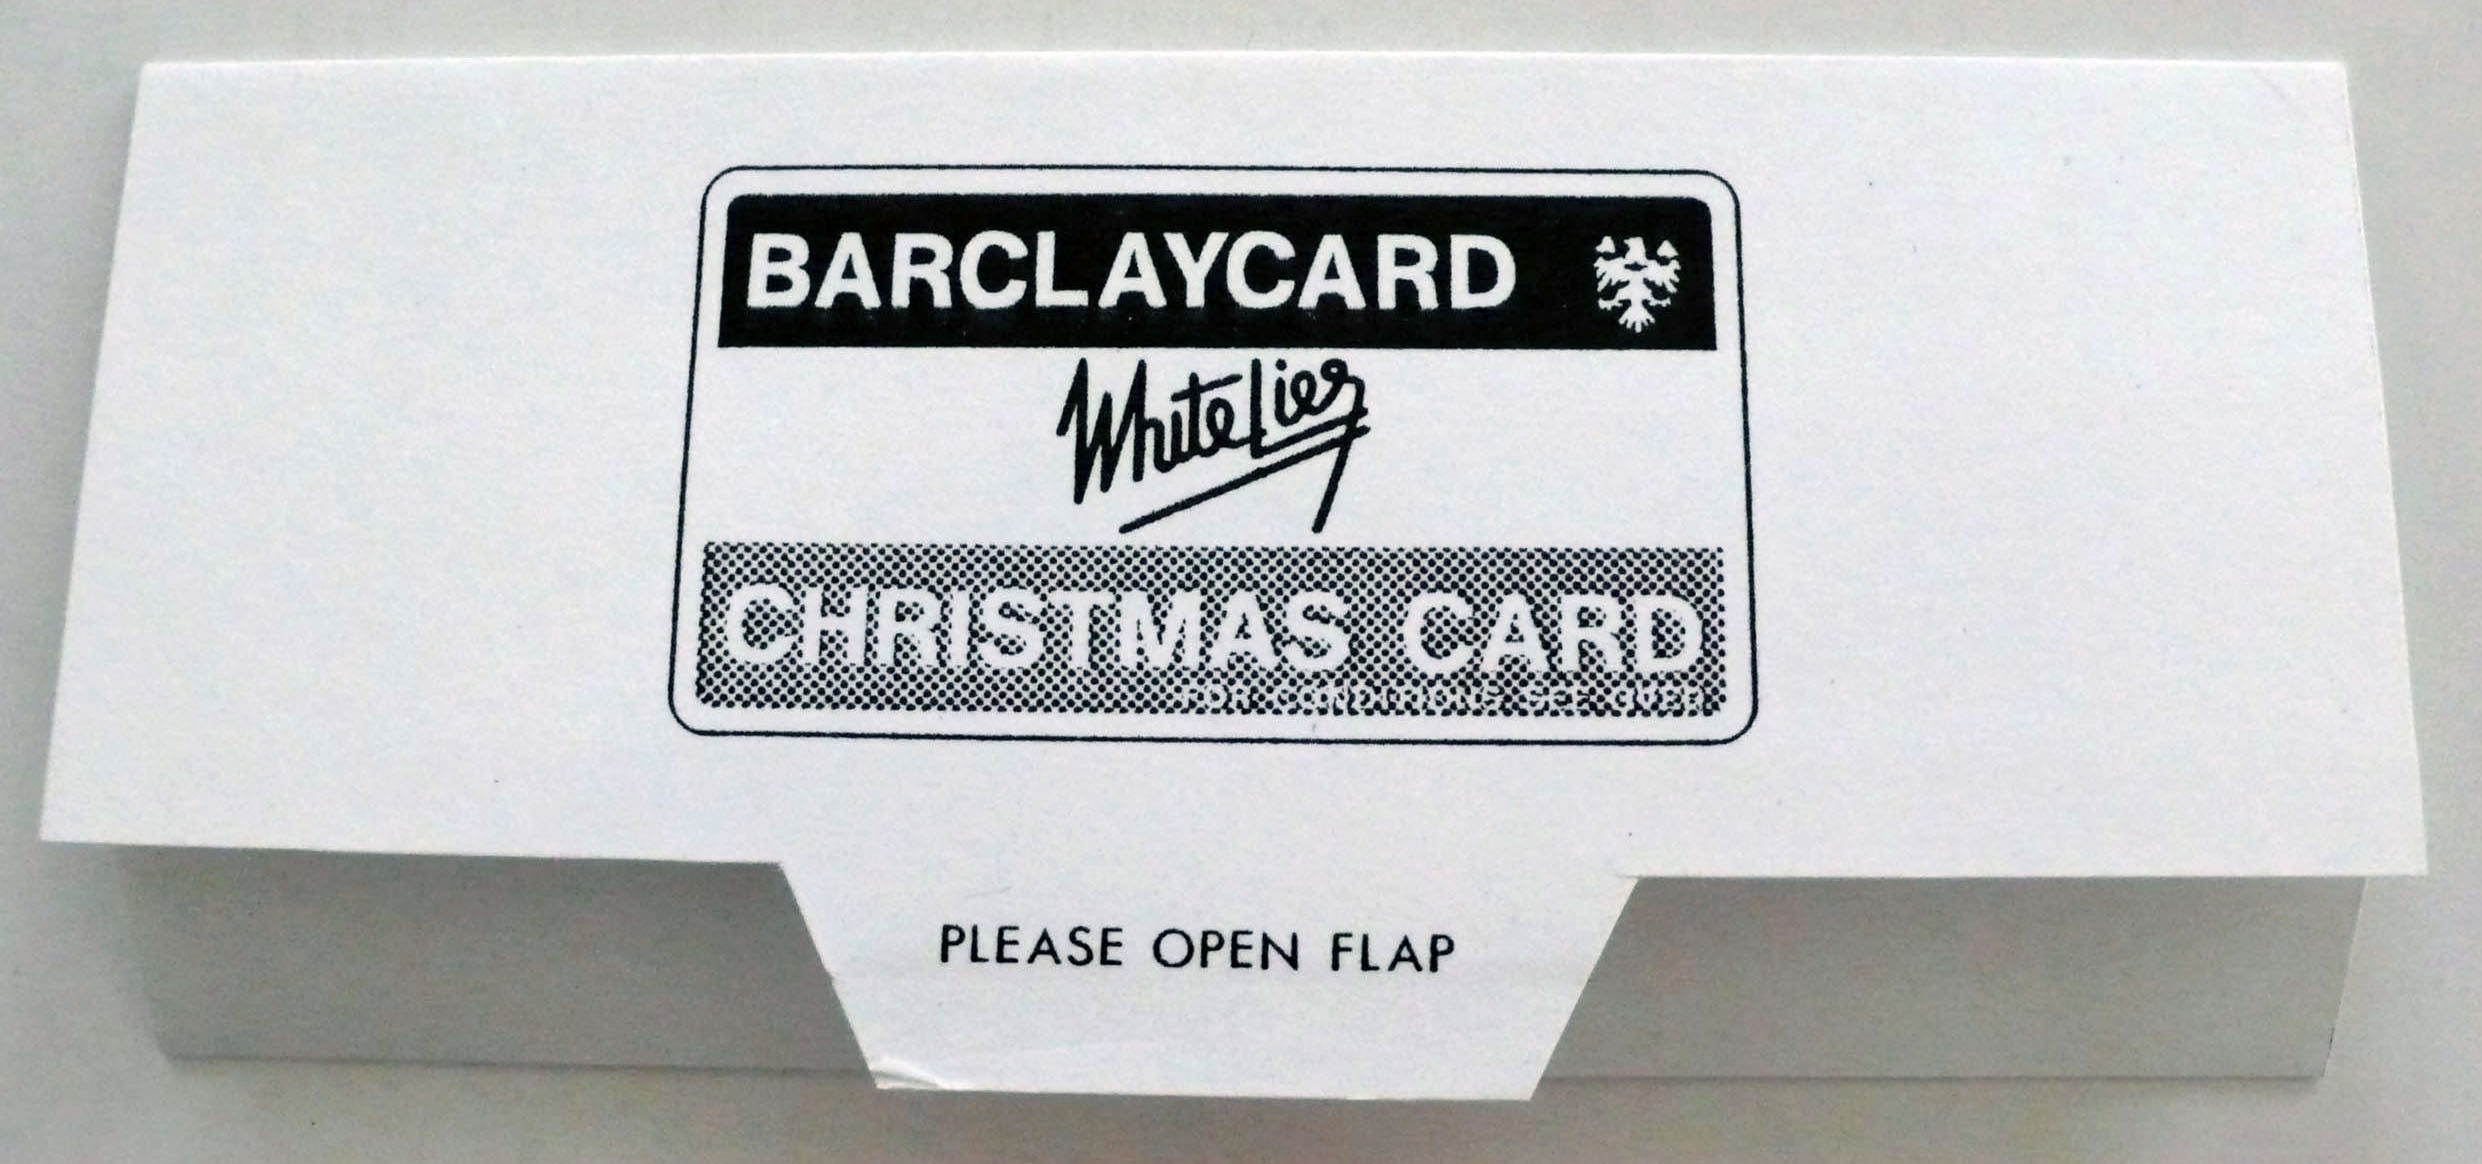 BARCLAYCARD
White Lies
CHRISTMAS CARD
FOR CONDITIONS SEE OVER
PLEASE OPEN FLAP